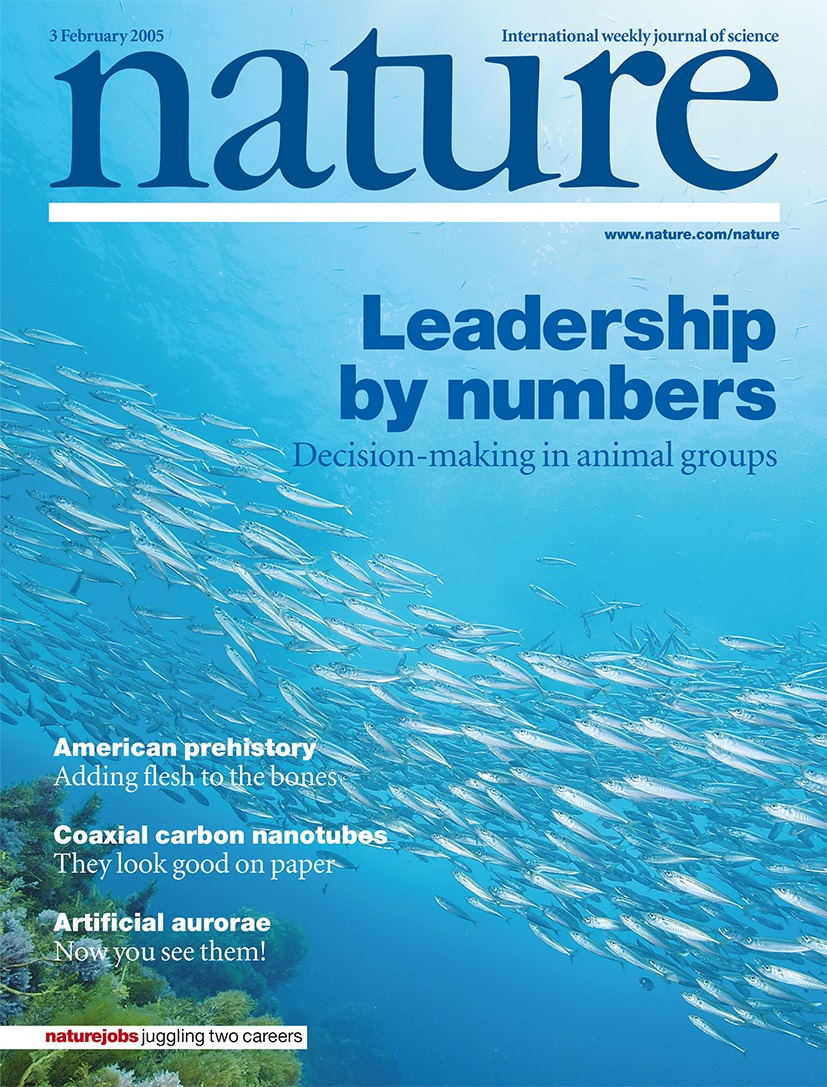 3 February 2005
International weekly journal of science
nature
www.nature.com/nature
Leadership
by numbers
Decision-making in animal groups
American prehistory
Adding flesh to the bones
Coaxial carbon nanotubes
They look good on paper
Artificial aurorae
Now you see them!
naturejobs juggling two careers